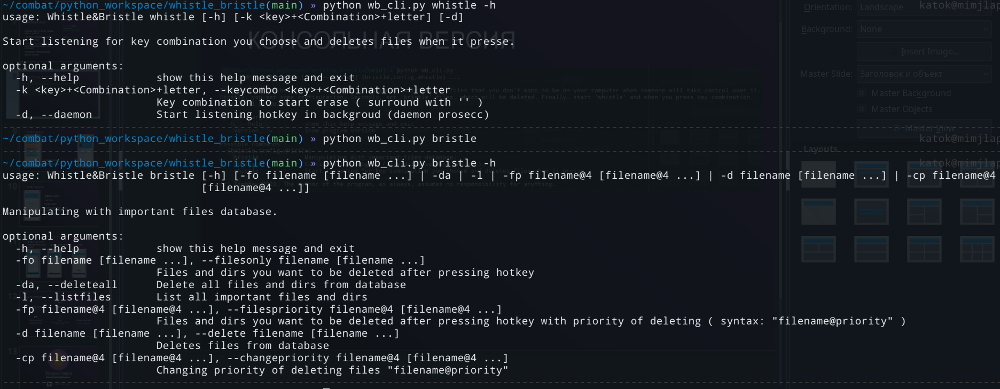 ~/combat/python_workspace/whistle_bristle(main) » python wb_cli.py whistle -h
katok@mimjlap
usage: Whistle&Bristle whistle [-h] [-k <key>+<Combination>+letter] [-d]
Start listening for key combination you choose and deletes files when it presse.
optional arguments:
-h, --help show this help message and exit
-k <key>+<Combination>+letter, --keycombo <key>+<Combination>+letter
Key combination to start erase ( surround with '' )
-d, --daemon Start listening hotkey in backgroud (daemon prosecc)
~/combat/python_workspace/whistle_bristle(main) » python wb_cli.py bristle
katok@mimjlap
~/combat/python_workspace/whistle_bristle(main) » python wb_cli.py bristle -h
katok@mimjlap
usage: Whistle&Bristle bristle [-h] [-fo filename [filename ...] | -da | -l | -fp filename@4 [filename@4 ...] | -d filename [filename ...] | -cp filename@4
[filename@4 ...]]
Manipulating with important files database.
optional arguments:
-h, --help show this help message and exit
-fo filename [filename ...], --filesonly filename [filename ...]
Files and dirs you want to be deleted after pressing hotkey
-da, --deleteall Delete all files and dirs from database
-l, --listfiles List all important files and dirs
-fp filename@4 [filename@4 ...], --filespriority filename@4 [filename@4 ...]
Files and dirs you want to be deleted after pressing hotkey with priority of deleting ( syntax: "filename@priority" )
-d filename [filename ...], --delete filename [filename ...]
Deletes files from database
-cp filename@4 [filename@4 ...], --changepriority filename@4 [filename@4 ...]
Changing priority of deleting files "filename@priority"
КОНСОЛЬНАЯ ВЕРСИЯ
Orientation: Landscape
Background: None
Insert Image...
Master Slide: Заголовок и объект
Master Background
Master Objects
Master View
Layouts
9
10
11
12
13